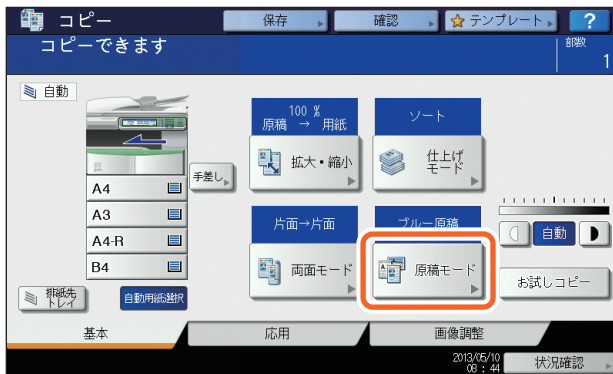 コピー
保存
確認
テンプレート
?
コピーできます
部数
1
自動
100 %
原稿 → 用紙
ソート
拡大・縮小
仕上げ
モード
手差し
A4
A3
A4-R
B4
片面→片面
ブルー原稿
両面モード
原稿モード
自動
お試しコピー
排紙先
トレイ
自動用紙選択
基本
応用
画像調整
2013/05/10
08 : 44
状況確認